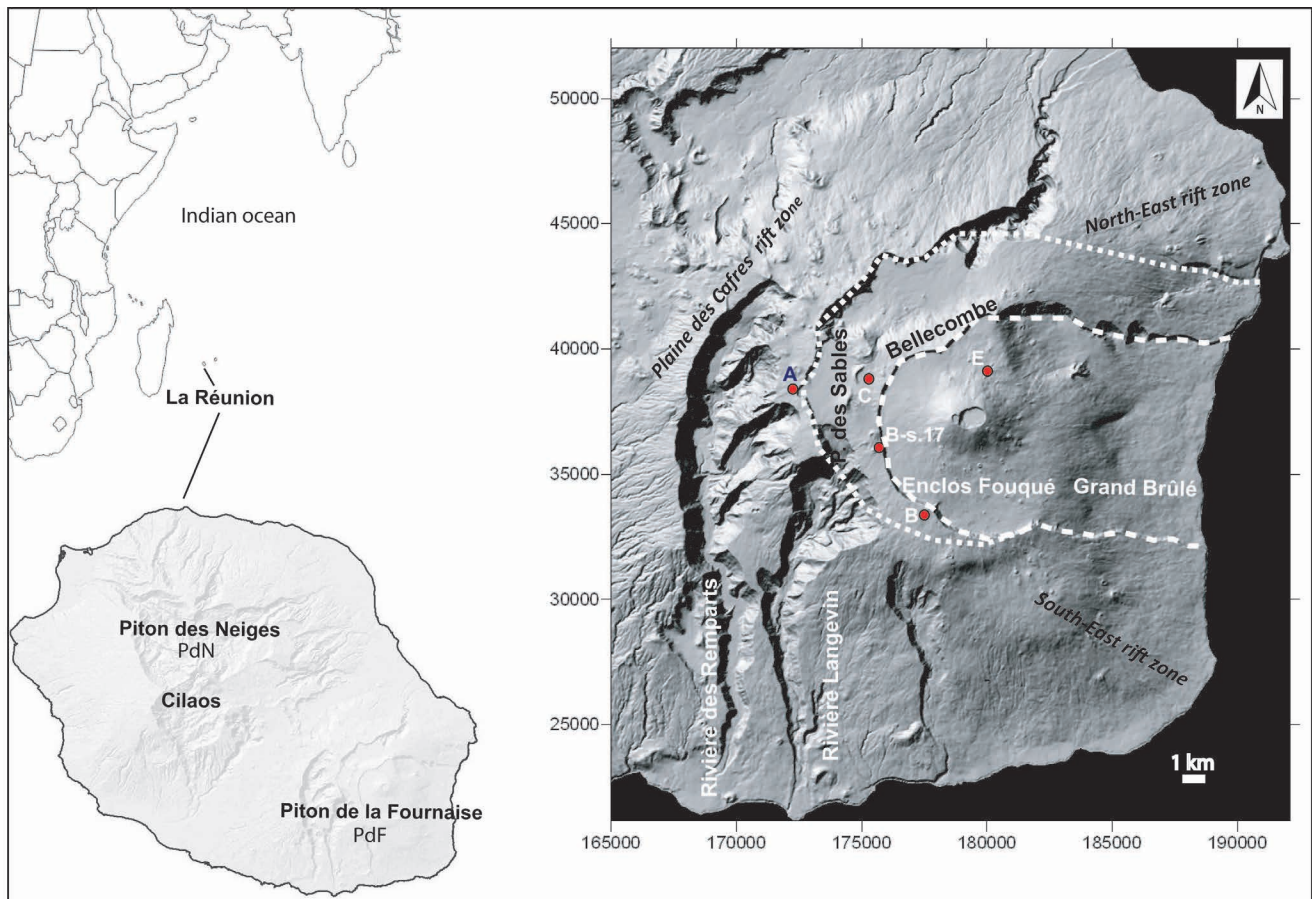 Indian ocean
La Réunion
Piton des Neiges
PdN
Cilaos
Piton de la Fournaise
PdF
N
50000
45000
40000
35000
30000
25000
165000
170000
175000
180000
185000
190000
North-East rift zone
Plaine des Cafres rift zone
Bellecombe
P. des Sables
A
C
E
B-s.17
Enclos Fouqué
Grand Brûlé
B
Rivière des Remparts
Rivière Langevin
South-East rift zone
1 km